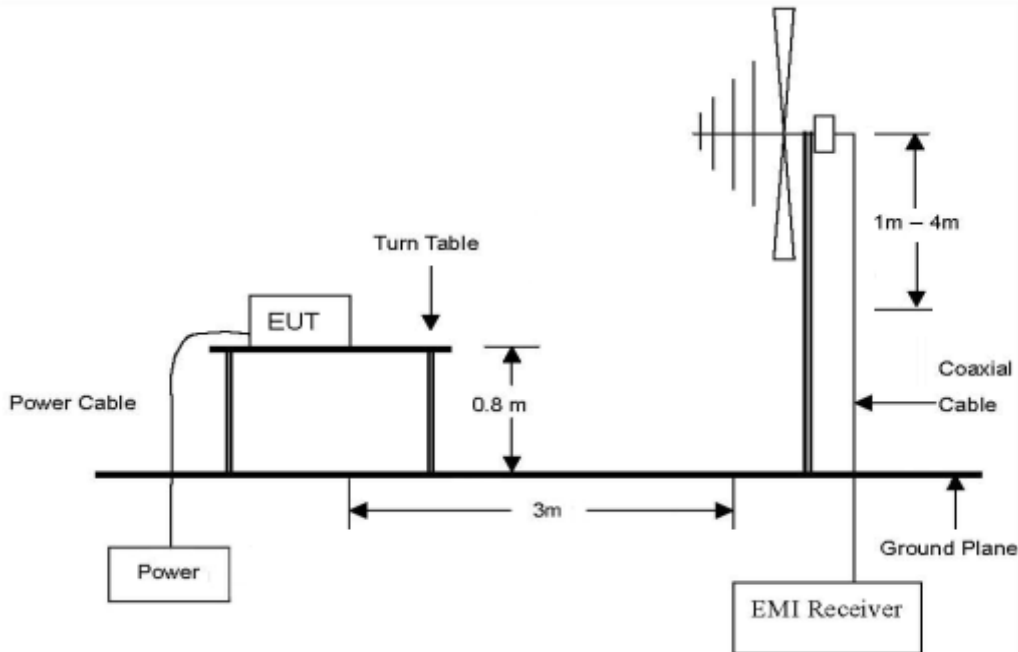 1m – 4m
Turn Table
EUT
Coaxial
Cable
Power Cable
0.8 m
3m
Ground Plane
Power
EMI Receiver